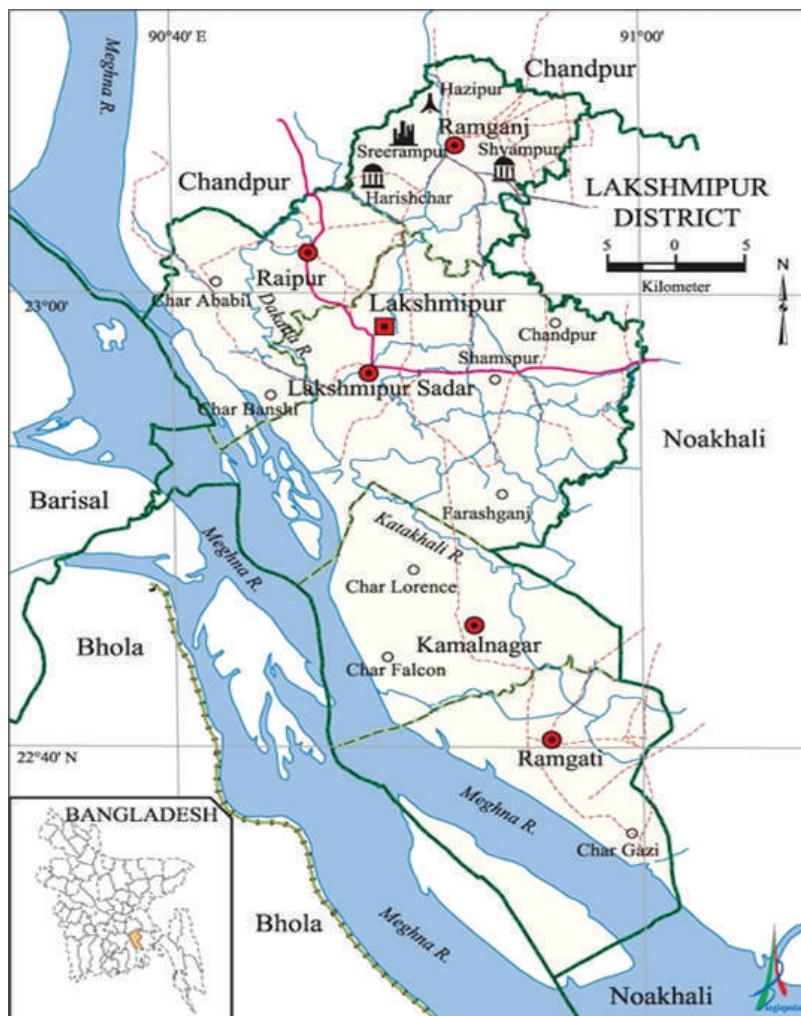 90°40' E
91°00'
Meghna R.
Chandpur
Hazipur
Ramganj
Sreerampur
Shyampur
Harishchar
Chandpur
LAKSHMIPUR
DISTRICT
5 0 5
Kilometer
N
Raipur
Char Ababil
23°00'
Dakatia R.
Lakshmipur
Chandpur
Shamspur
Lakshmipur Sadar
Char Banshi
Noakhali
Barisal
Farashganj
Katakhali R.
Meghna R.
Char Lorence
Bhola
Kamalnagar
Char Falcon
22°40' N
Ramgati
Meghna R.
BANGLADESH
Char Gazi
Bhola
Meghna R.
Noakhali